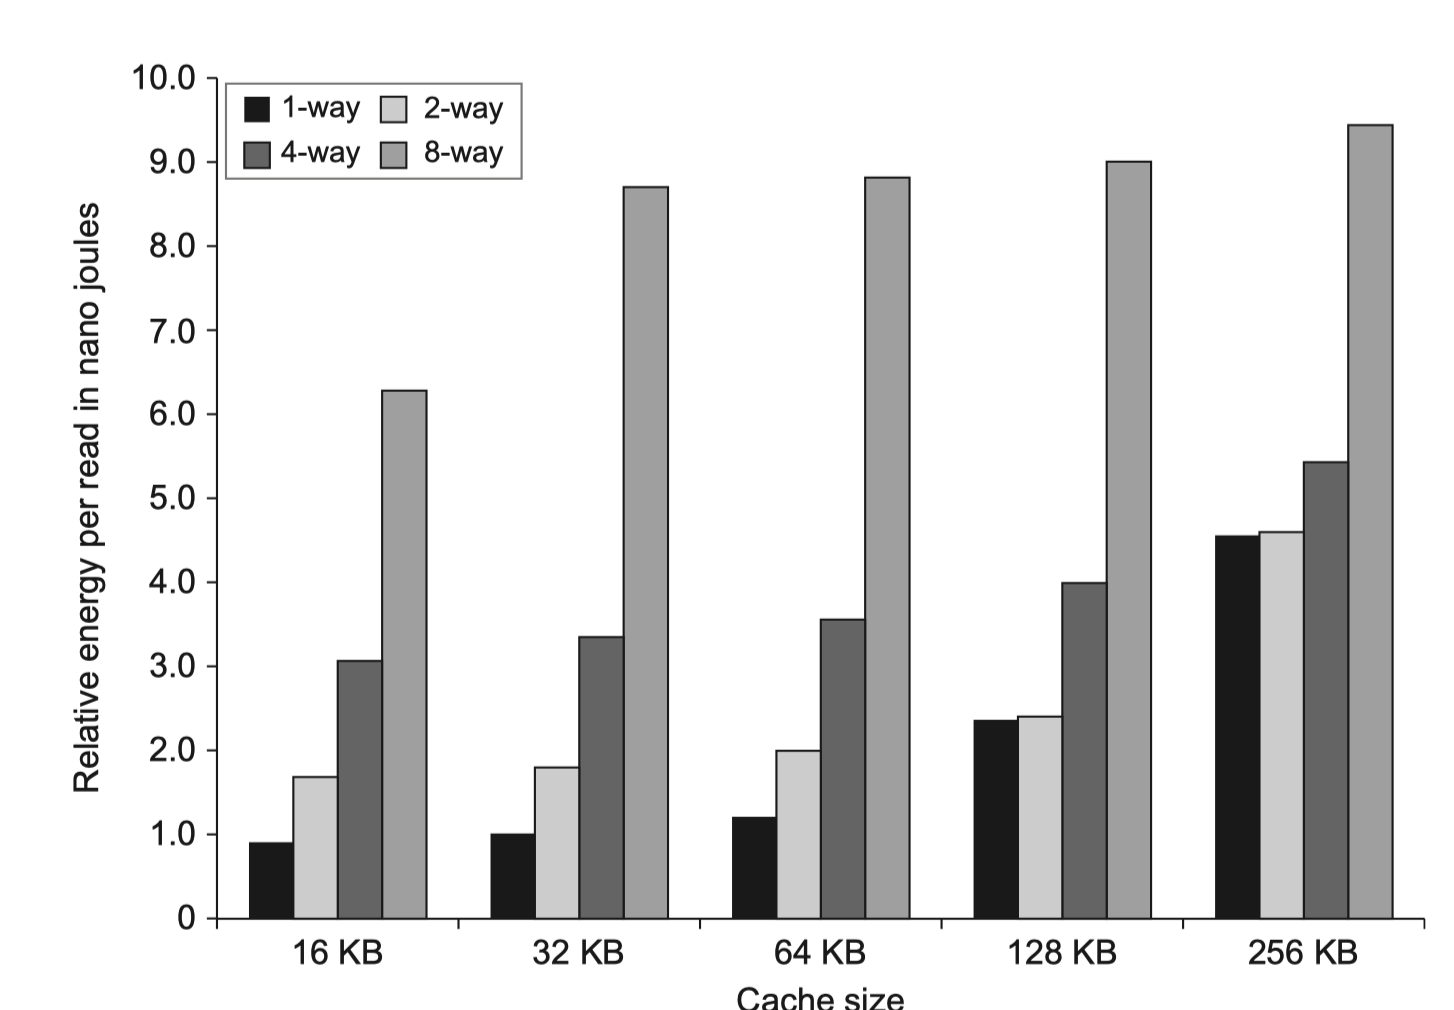 10.0
9.0
8.0
7.0
6.0
5.0
4.0
3.0
2.0
1.0
0
1-way 2-way
4-way 8-way
Relative energy per read in nano joules
16 KB 32 KB 64 KB 128 KB 256 KB
Cache size